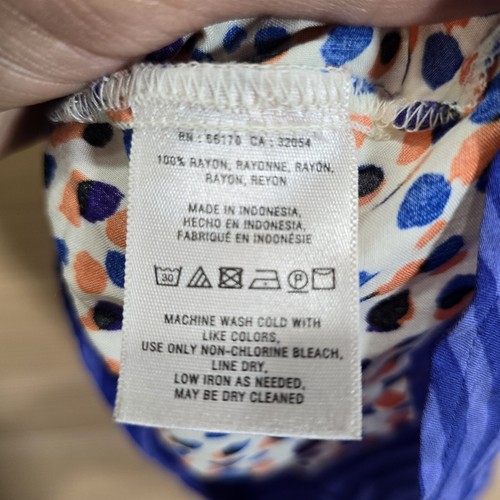 RN : 66170 CA : 32054
100% RAYON, RAYONNE, RAYÓN,
RAYON, REYON
MADE IN INDONESIA,
HECHO EN INDONESIA,
FABRIQUÉ EN INDONÉSIE
30 P
MACHINE WASH COLD WITH
LIKE COLORS,
USE ONLY NON-CHLORINE BLEACH,
LINE DRY,
LOW IRON AS NEEDED,
MAY BE DRY CLEANED